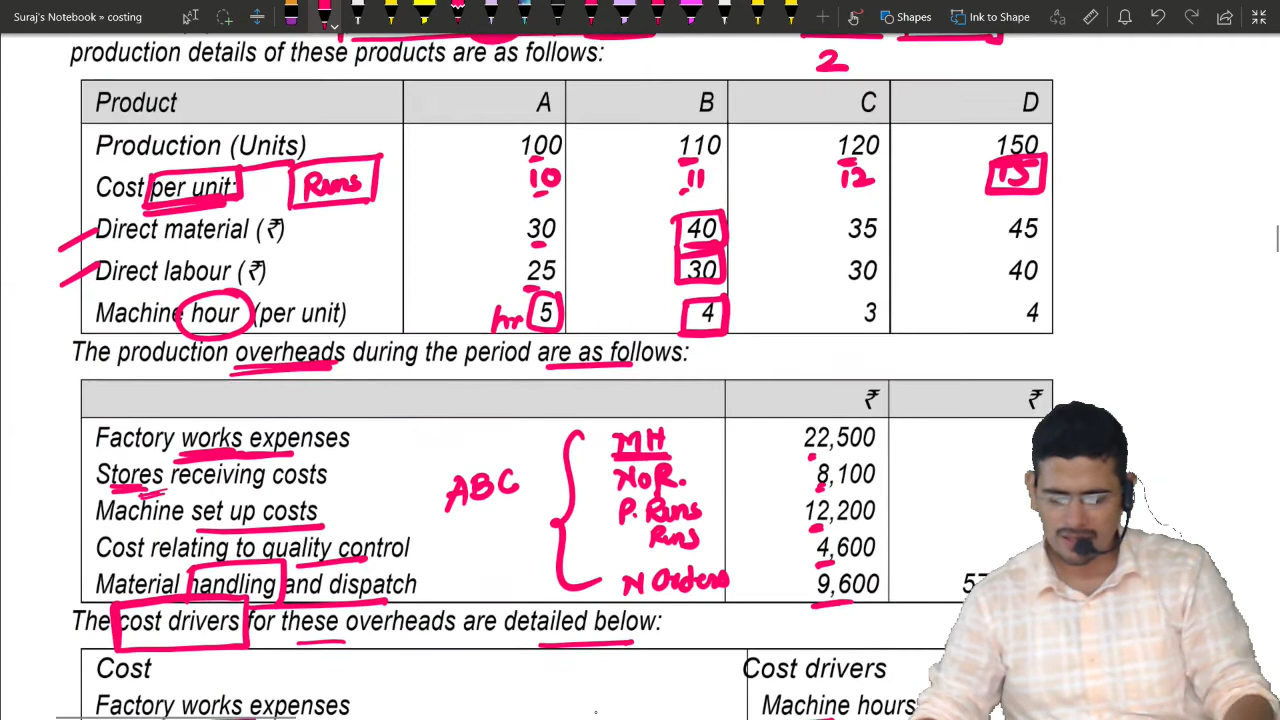 Suraj's Notebook » costing
Shapes Ink to Shape
production details of these products are as follows:
2
Product A B C D
Production (Units) 100 110 120 150
Cost per unit: Runs 10 11 12 15
Direct material (₹) 30 40 35 45
Direct labour (₹) 25 30 30 40
Machine hour (per unit) hr 5 4 3 4
The production overheads during the period are as follows:
₹ ₹
Factory works expenses MH 22,500
Stores receiving costs NoR. 8,100
ABC
Machine set up costs P. Runs 12,200
Cost relating to quality control Runs 4,600
Material handling and dispatch N Orders 9,600
The cost drivers for these overheads are detailed below:
Cost Cost drivers
Factory works expenses Machine hours